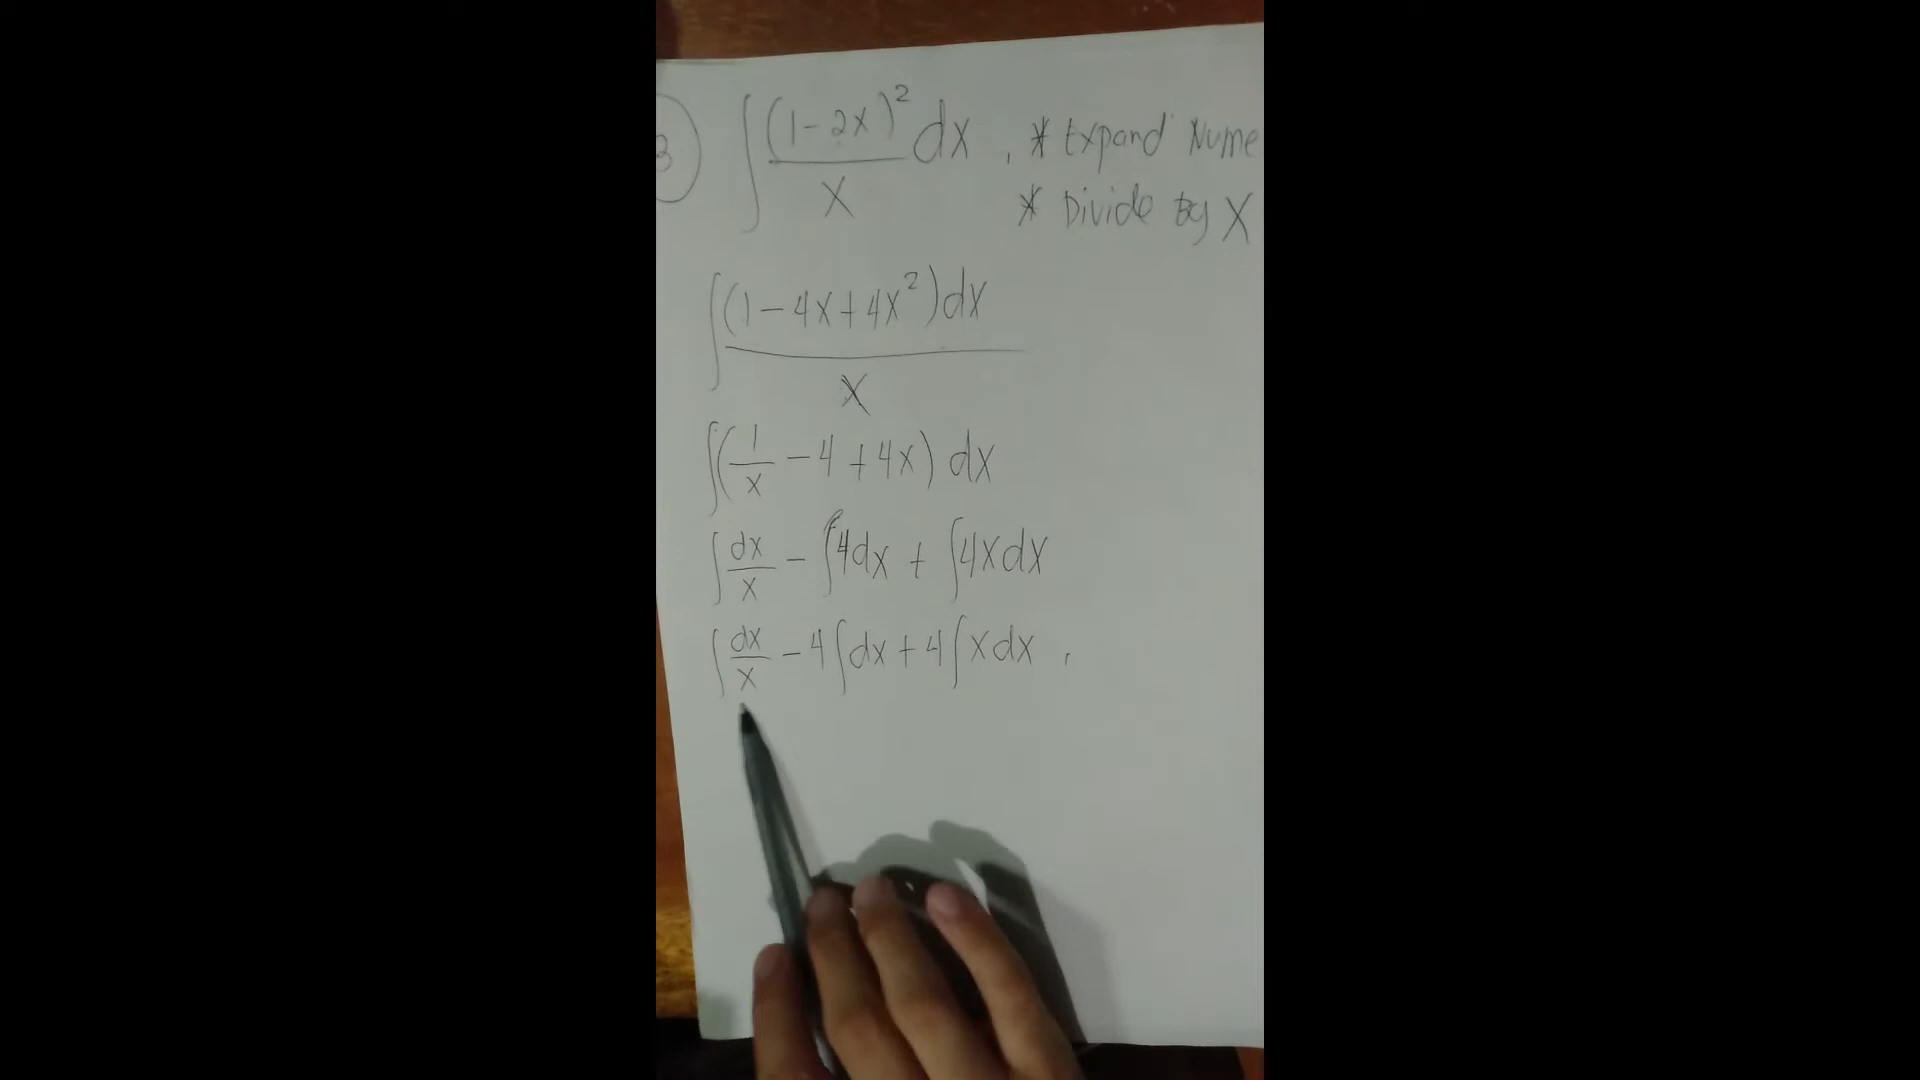 3 ∫ (1-2x)² / x dx, * Expand Nume
* Divide By X
∫ (1-4x+4x²)dx / x
∫(1/x -4+4x) dx
∫ dx/x - ∫4dx + ∫4xdx
∫ dx/x -4∫dx+4∫xdx,